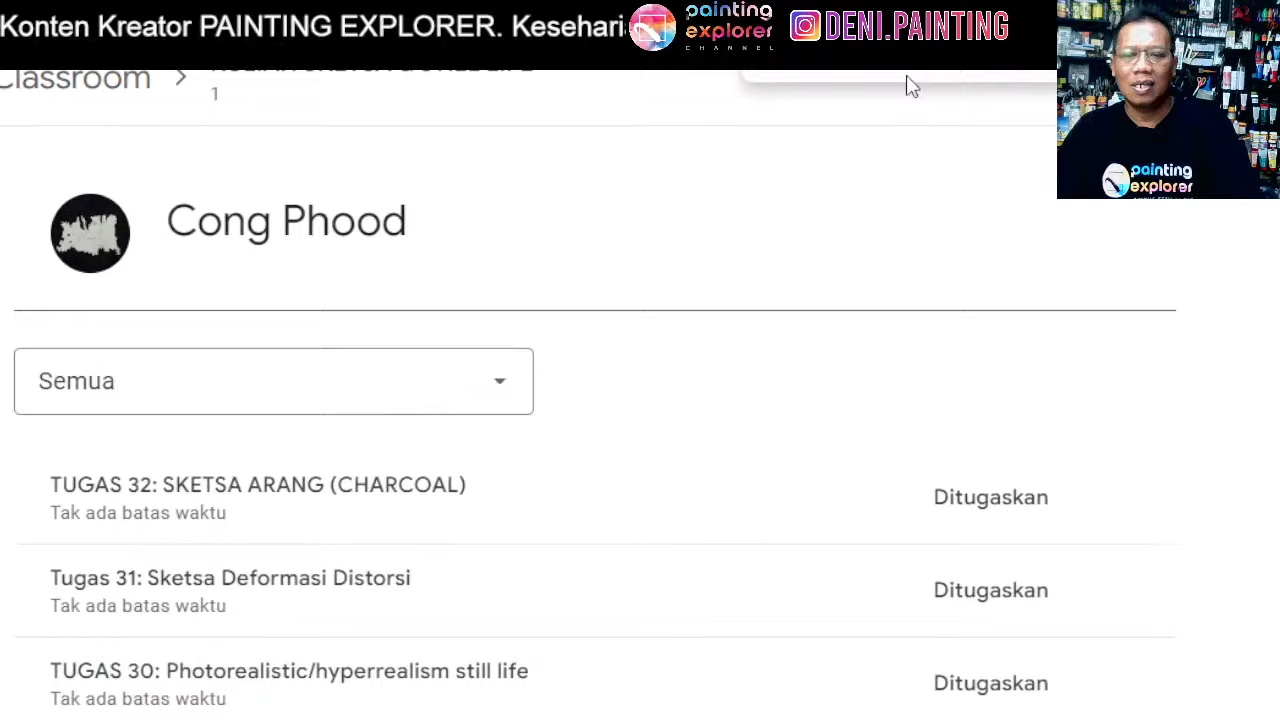 Konten Kreator PAINTING EXPLORER. Kesehari
painting
explorer
CHANNEL
DENI.PAINTING
Classroom >
1
painting
explorer
Cong Phood
Semua
TUGAS 32: SKETSA ARANG (CHARCOAL)
Tak ada batas waktu
Ditugaskan
Tugas 31: Sketsa Deformasi Distorsi
Tak ada batas waktu
Ditugaskan
TUGAS 30: Photorealistic/hyperrealism still life
Tak ada batas waktu
Ditugaskan